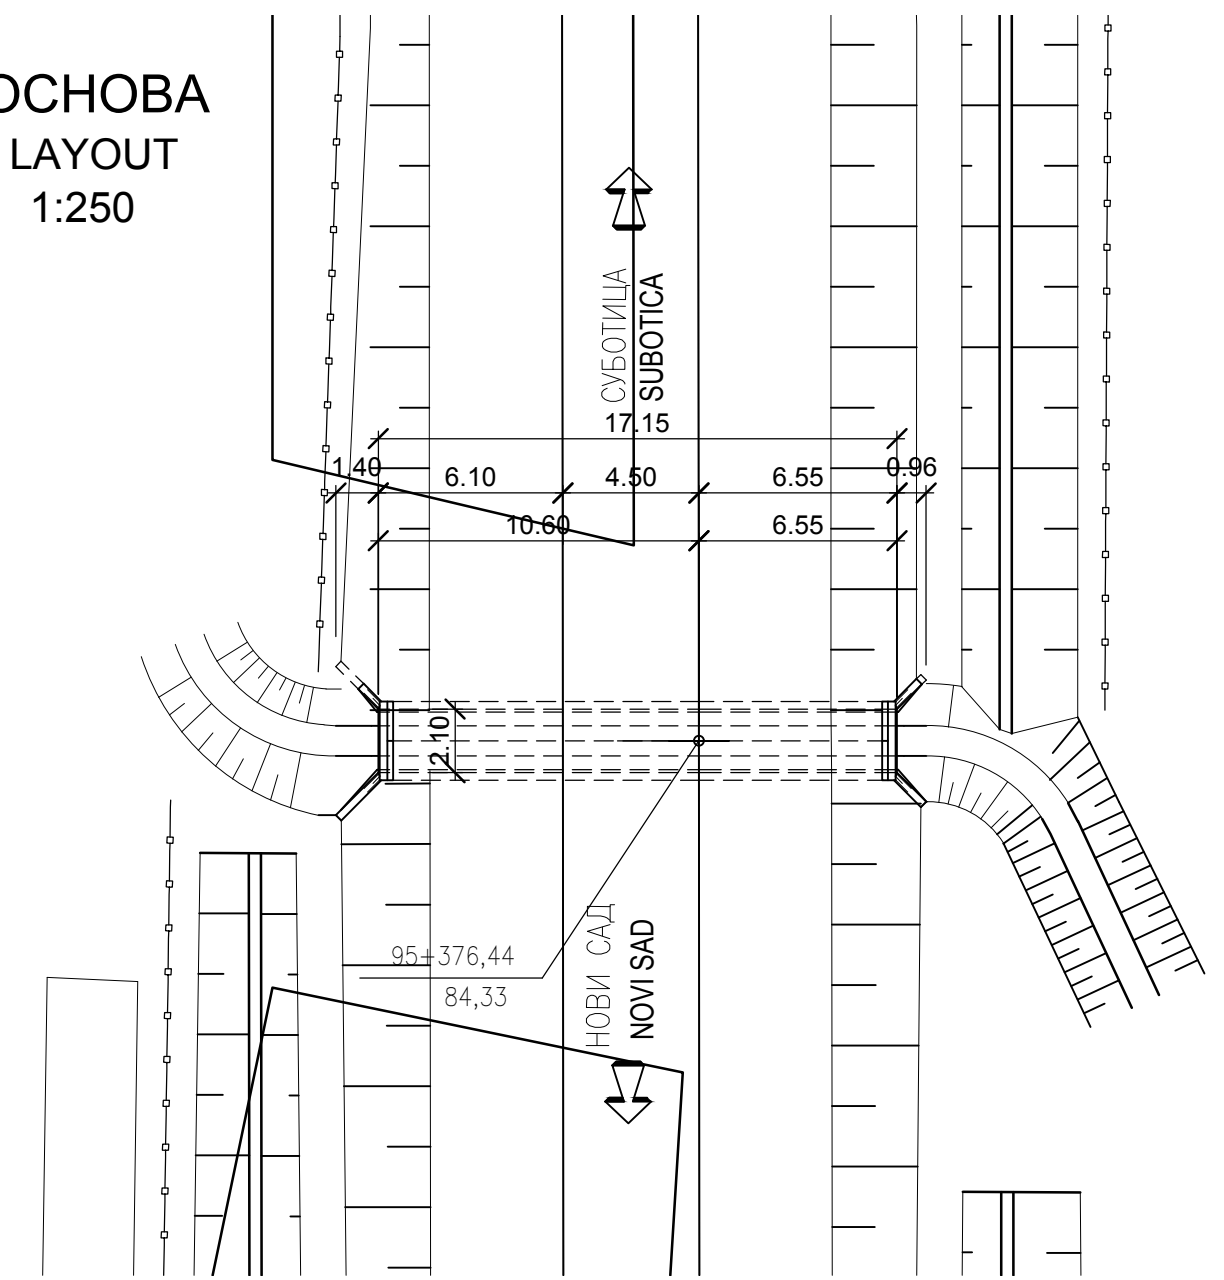 ОСНОВА
LAYOUT
1:250
СУБОТИЦА
SUBOTICA
17.15
1.40
6.10
4.50
6.55
0.96
10.60
6.55
2.10
95+376,44
84,33
НОВИ САД
NOVI SAD